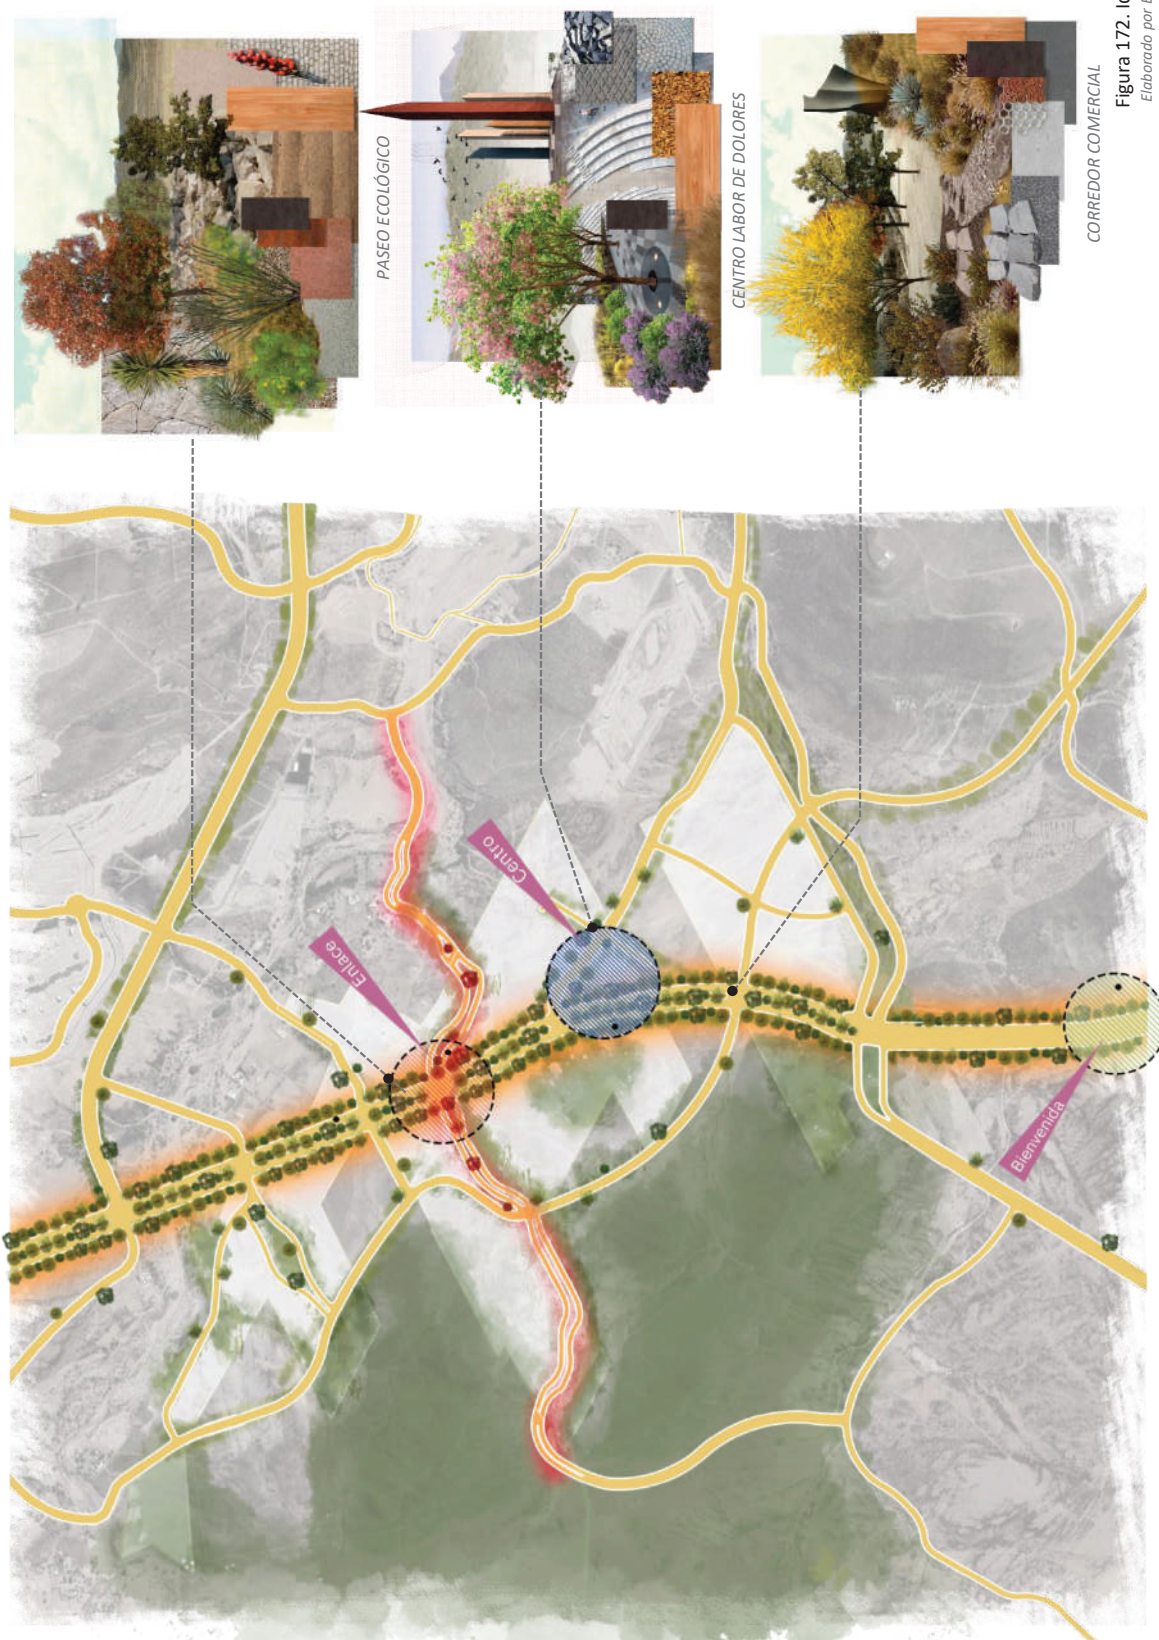 PASEO ECOLÓGICO
CENTRO LABOR DE DOLORES
CORREDOR COMERCIAL
Figura 172.
Elaborado por
Enlace
Centro
Bienvenida